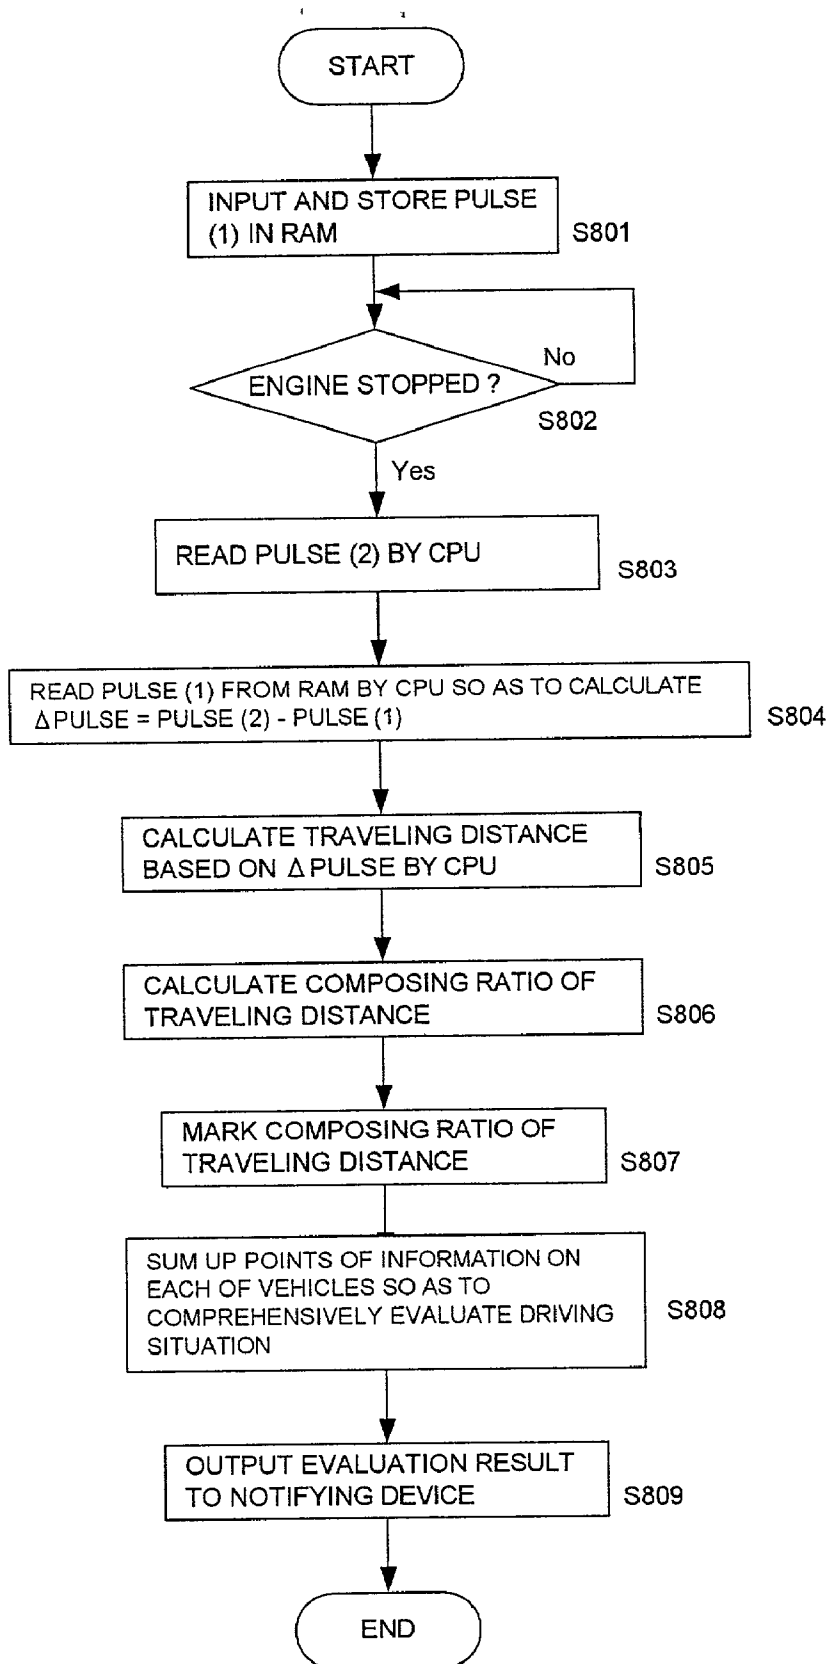 START
INPUT AND STORE PULSE
(1) IN RAM
S801
No
ENGINE STOPPED ?
S802
Yes
READ PULSE (2) BY CPU
S803
READ PULSE (1) FROM RAM BY CPU SO AS TO CALCULATE
Δ PULSE = PULSE (2) - PULSE (1)
S804
CALCULATE TRAVELING DISTANCE
BASED ON Δ PULSE BY CPU
S805
CALCULATE COMPOSING RATIO OF
TRAVELING DISTANCE
S806
MARK COMPOSING RATIO OF
TRAVELING DISTANCE
S807
SUM UP POINTS OF INFORMATION ON
EACH OF VEHICLES SO AS TO
COMPREHENSIVELY EVALUATE DRIVING
SITUATION
S808
OUTPUT EVALUATION RESULT
TO NOTIFYING DEVICE
S809
END